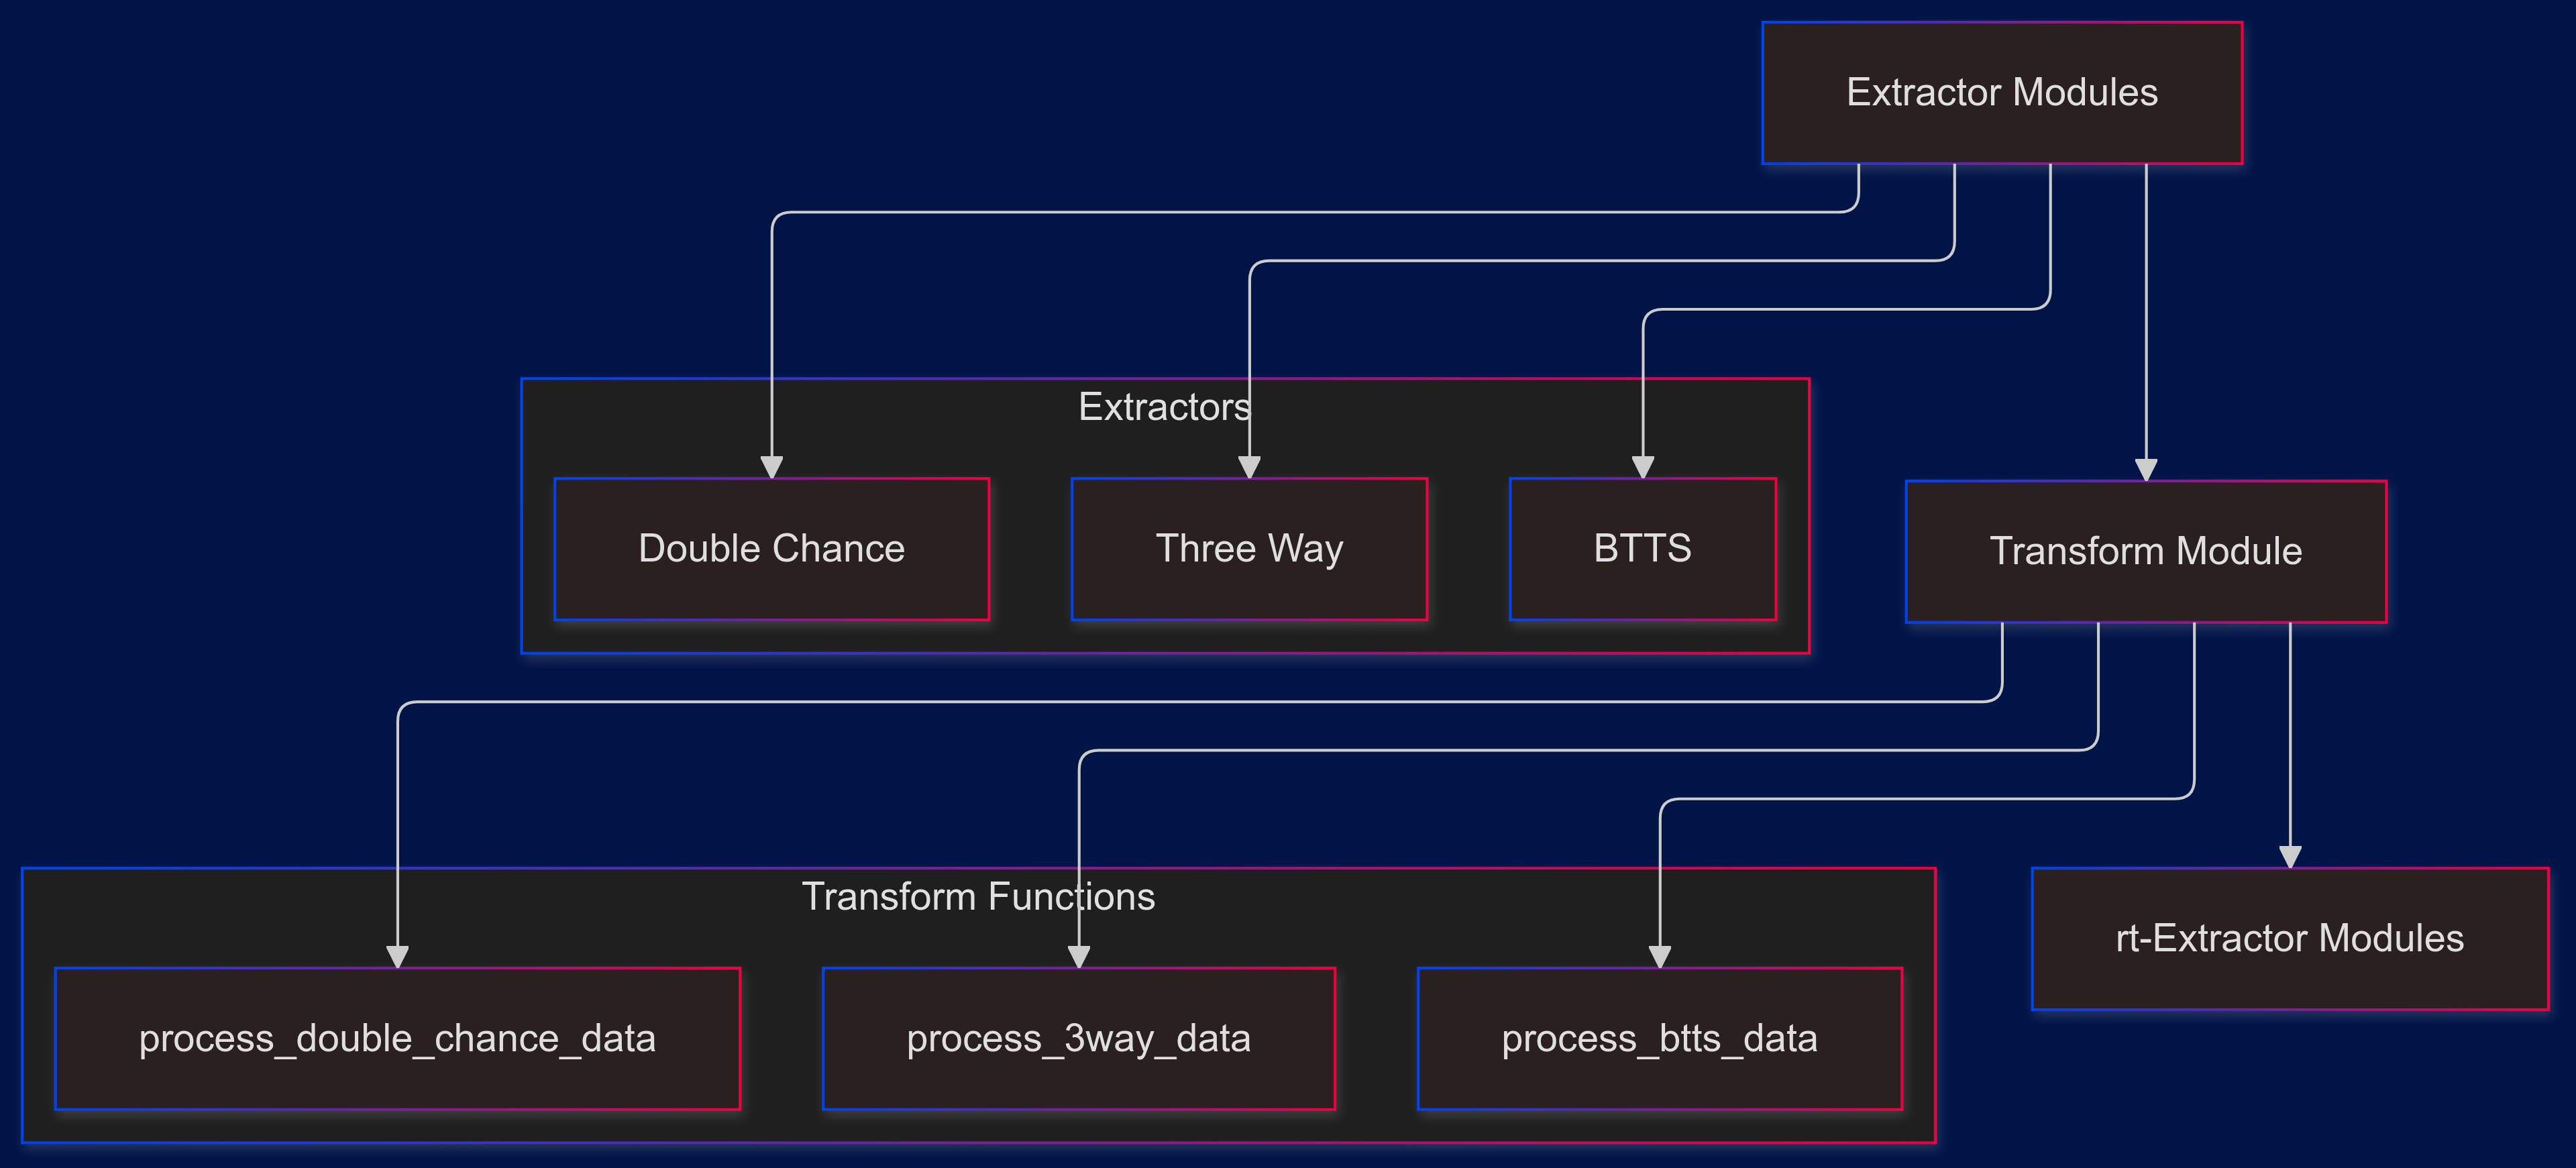 Extractor Modules
Extractors
Double Chance
Three Way
BTTS
Transform Module
Transform Functions
process_double_chance_data
process_3way_data
process_btts_data
rt-Extractor Modules